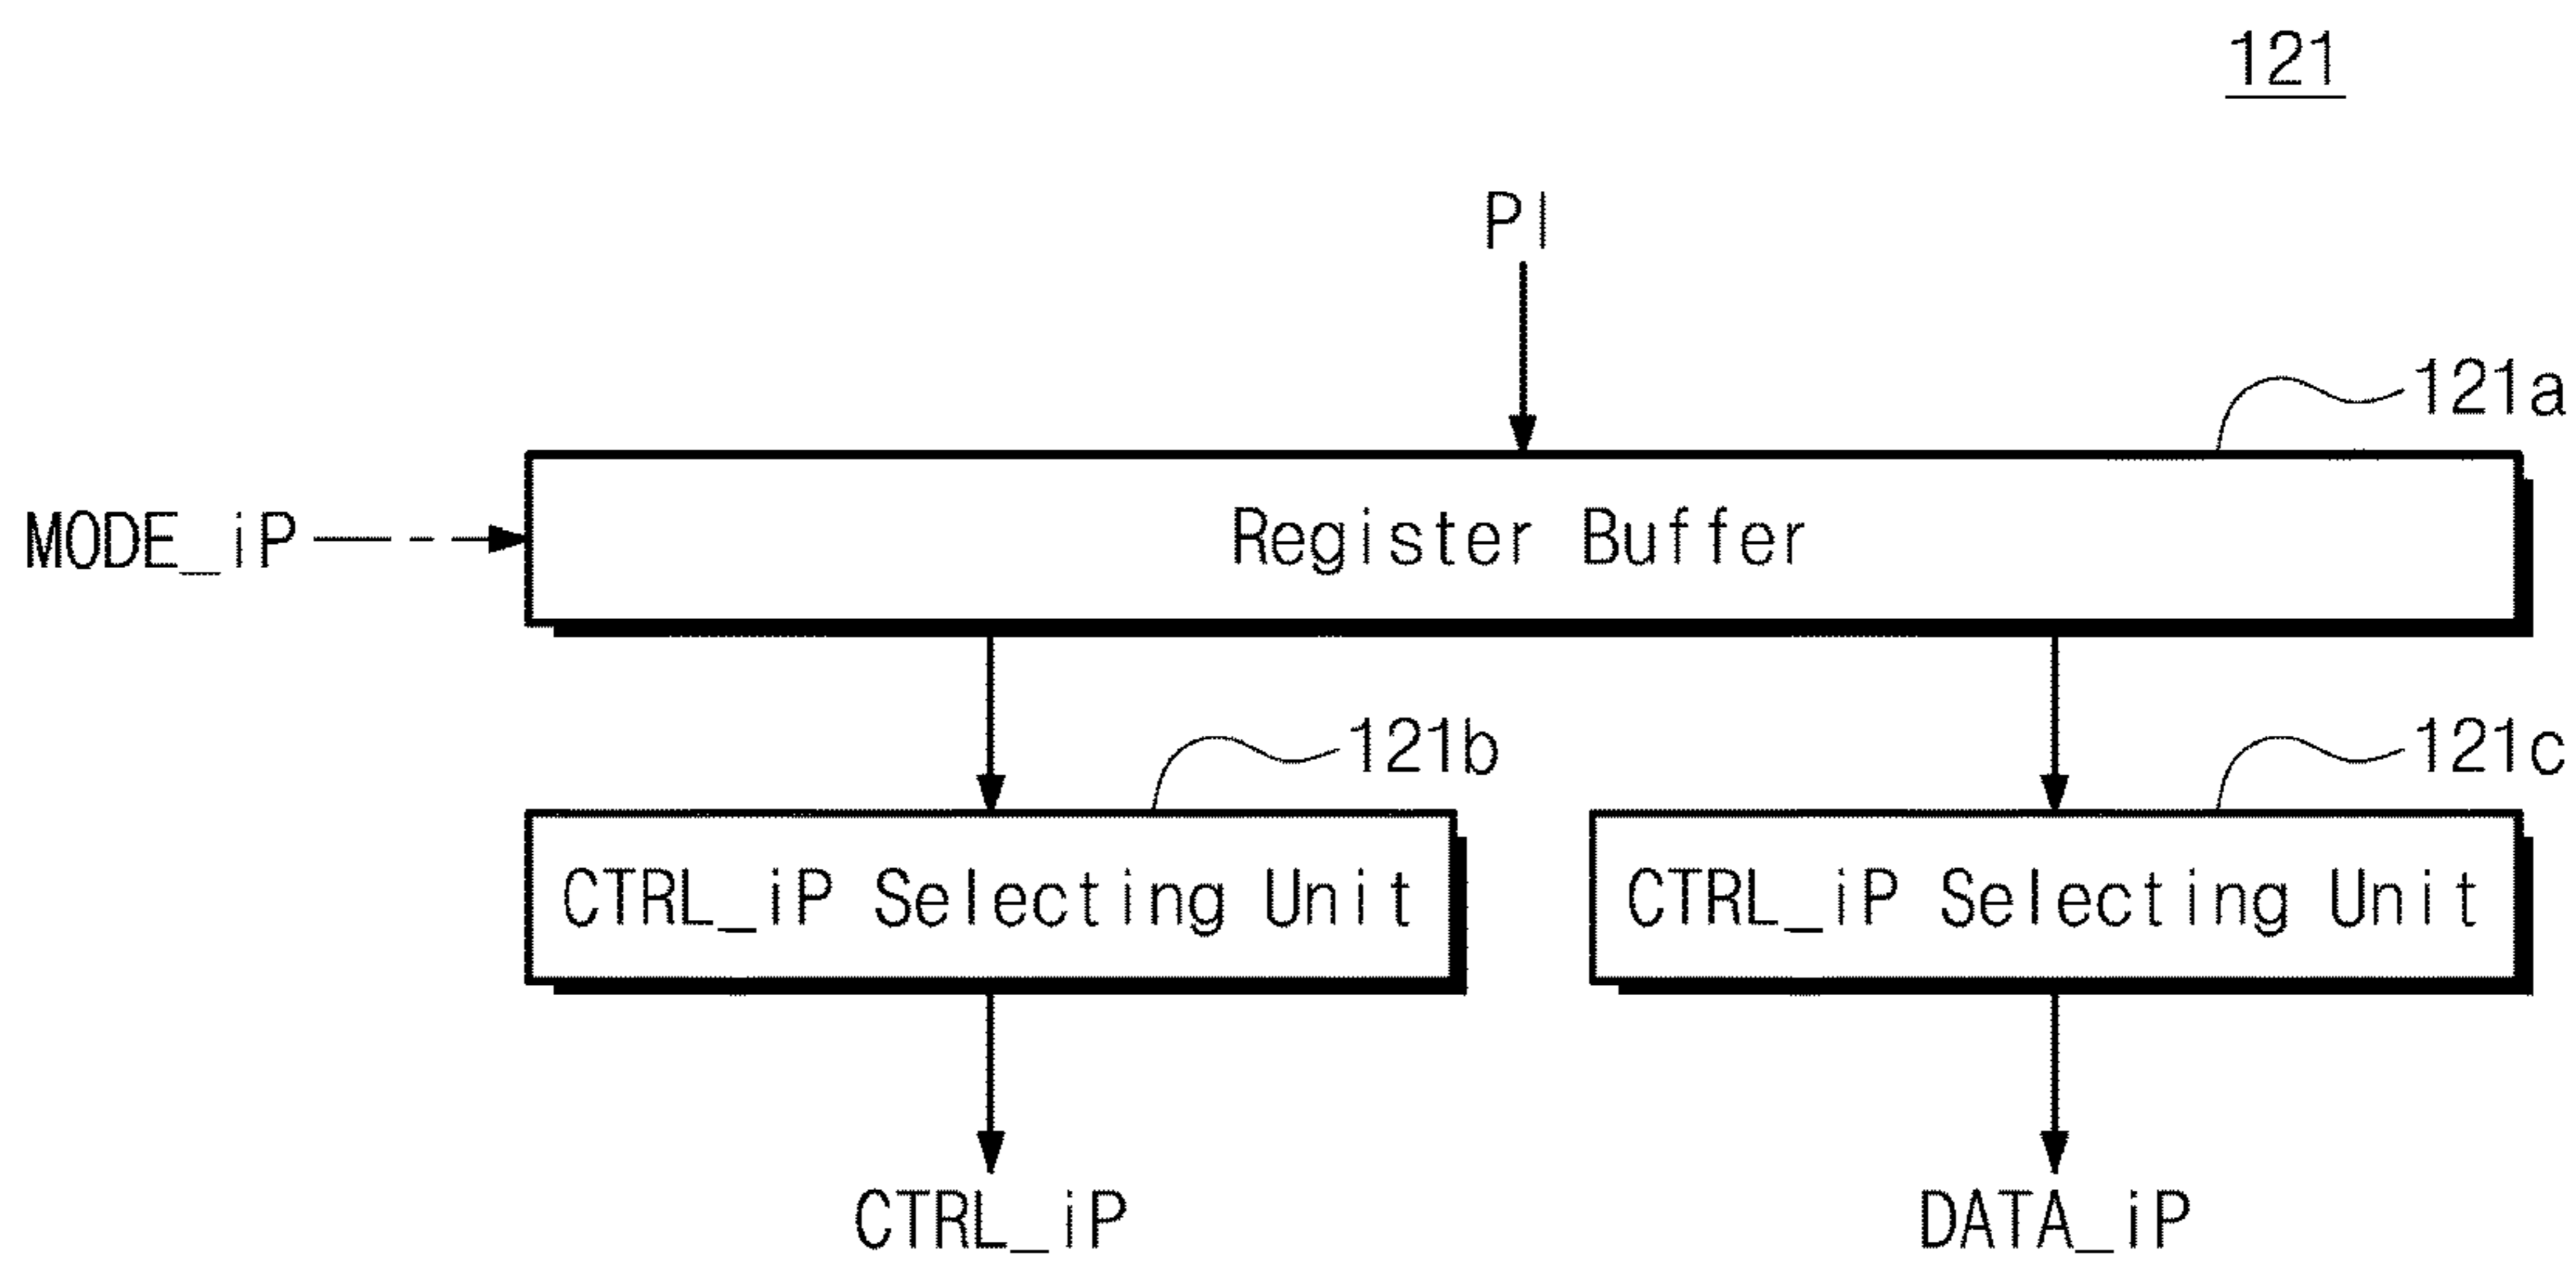 121
PI
121a
MODE_iP
Register Buffer
121b
121c
CTRL_iP Selecting Unit
CTRL_iP Selecting Unit
CTRL_iP
DATA_iP